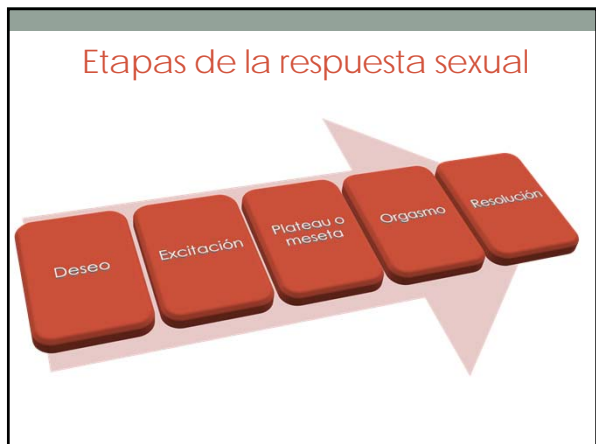 Etapas de la respuesta sexual
Deseo
Excitación
Plateau o
meseta
Orgasmo
Resolución